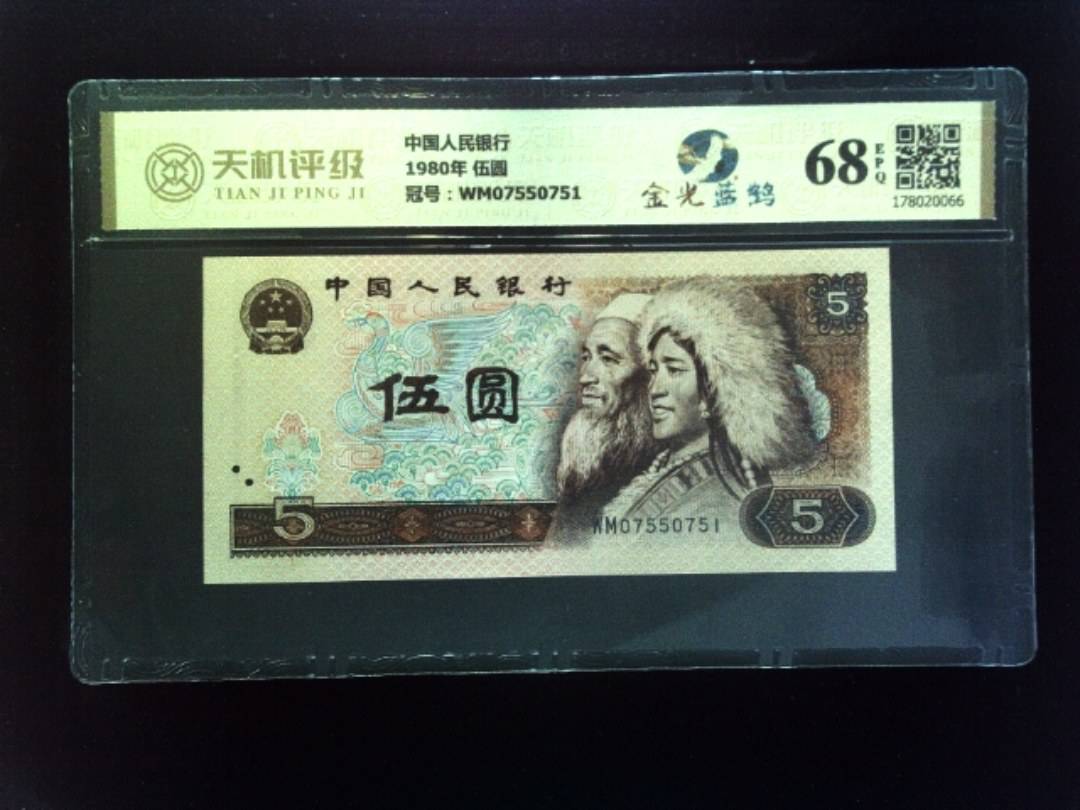 天机评级
TIAN JI PING JI
中国人民银行
1980年 伍圆
冠号：WM07550751
金光蓝鹤
68 EPQ
178020066
中国人民银行
5
伍圆
5
WM07550751
5